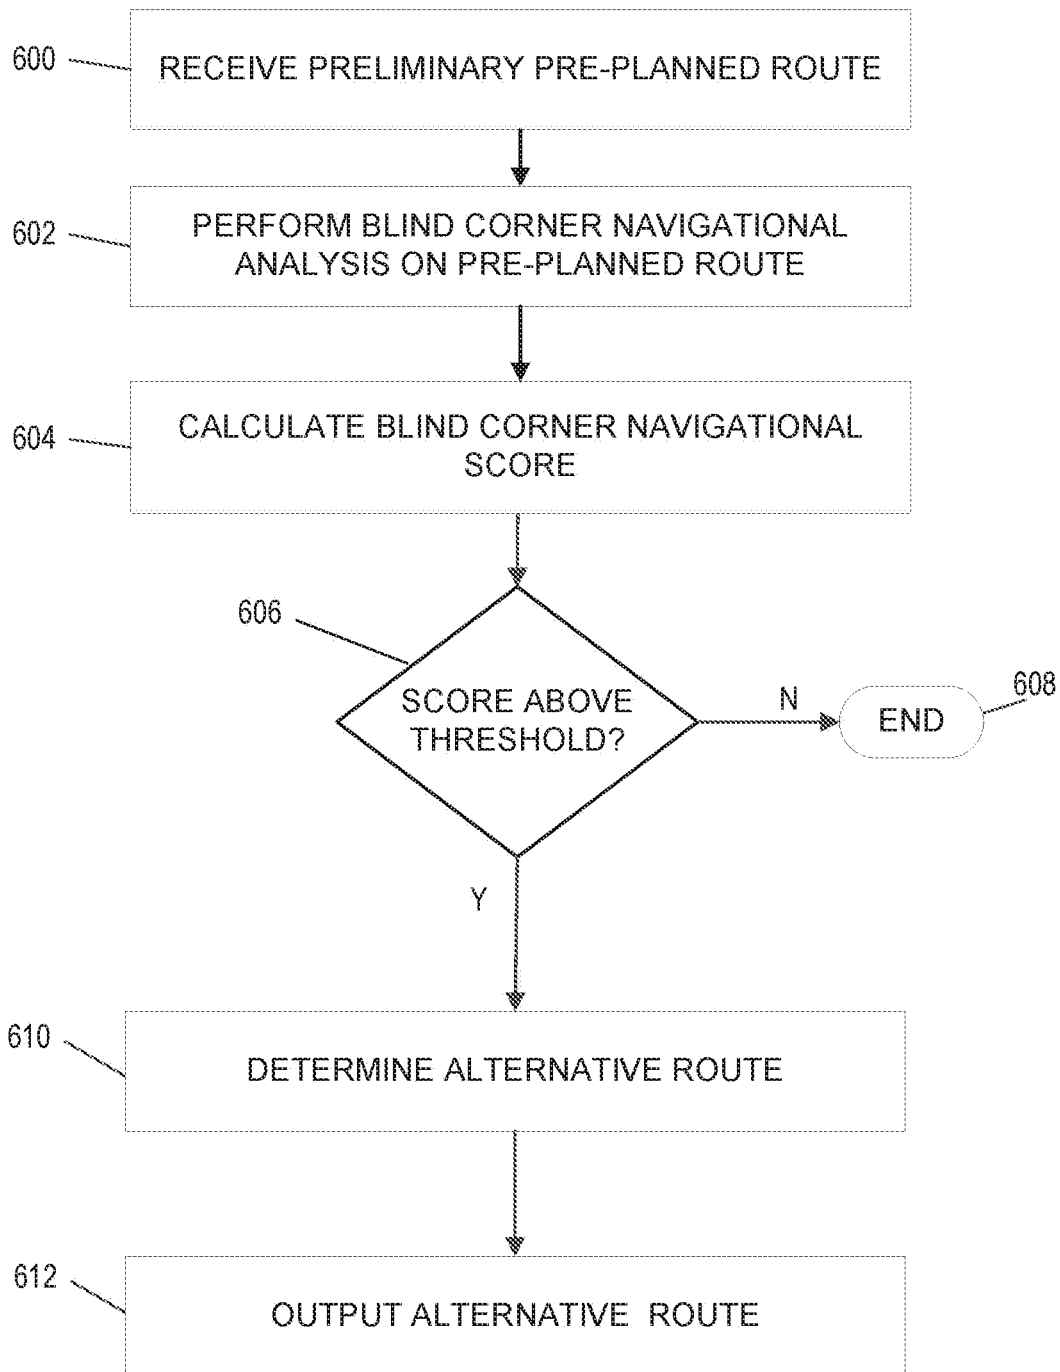 600
RECEIVE PRELIMINARY PRE-PLANNED ROUTE
602
PERFORM BLIND CORNER NAVIGATIONAL
ANALYSIS ON PRE-PLANNED ROUTE
604
CALCULATE BLIND CORNER NAVIGATIONAL
SCORE
606
SCORE ABOVE
THRESHOLD?
N
END
608
Y
610
DETERMINE ALTERNATIVE ROUTE
612
OUTPUT ALTERNATIVE ROUTE